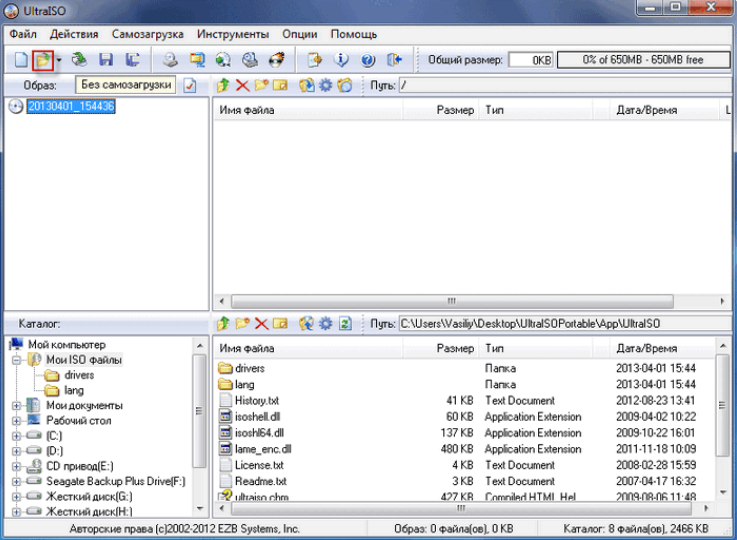 UltraISO
Файл Действия Самозагрузка Инструменты Опции Помощь
Общий размер: 0KB 0% of 650MB - 650MB free
Образ: Без самозагрузки Путь: /
20130401_154436
Имя файла Размер Тип Дата/Время L
Каталог: Путь: C:\Users\Vasiliy\Desktop\UltraISOPortable\App\UltraISO
Мой компьютер
Мои ISO файлы
drivers
lang
Мои документы
Рабочий стол
(C:)
(D:)
CD привод(E:)
Seagate Backup Plus Drive(F:)
Жесткий диск(G:)
Жесткий диск(H:)
Имя файла Размер Тип Дата/Время
drivers Папка 2013-04-01 15:44
lang Папка 2013-04-01 15:44
History.txt 41 KB Text Document 2012-08-23 13:41
isoshell.dll 60 KB Application Extension 2009-04-02 10:22
isoshl64.dll 137 KB Application Extension 2009-10-22 16:01
lame_enc.dll 480 KB Application Extension 2011-11-18 10:09
License.txt 4 KB Text Document 2008-02-28 15:59
Readme.txt 3 KB Text Document 2007-04-17 16:32
ultraiso.chm 427 KB Compiled HTML Hel... 2009-08-06 11:48
Авторские права (c)2002-2012 EZB Systems, Inc. Образ: 0 файла(ов), 0 KB Каталог: 8 файла(ов), 2466 KB